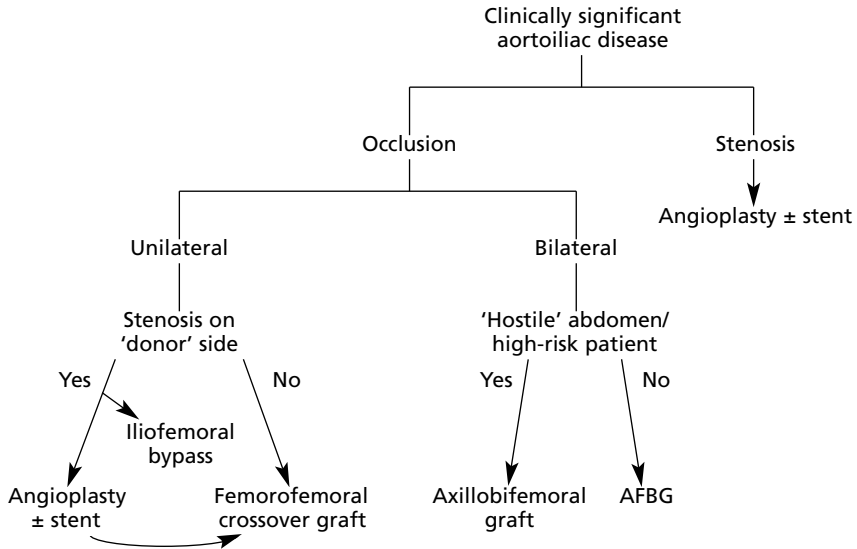 Clinically significant
aortoiliac disease
Occlusion
Stenosis
Angioplasty ± stent
Unilateral
Bilateral
Stenosis on
‘donor’ side
‘Hostile’ abdomen/
high-risk patient
Yes
No
Yes
No
Iliofemoral
bypass
Angioplasty
± stent
Femorofemoral
crossover graft
Axillobifemoral
graft
AFBG